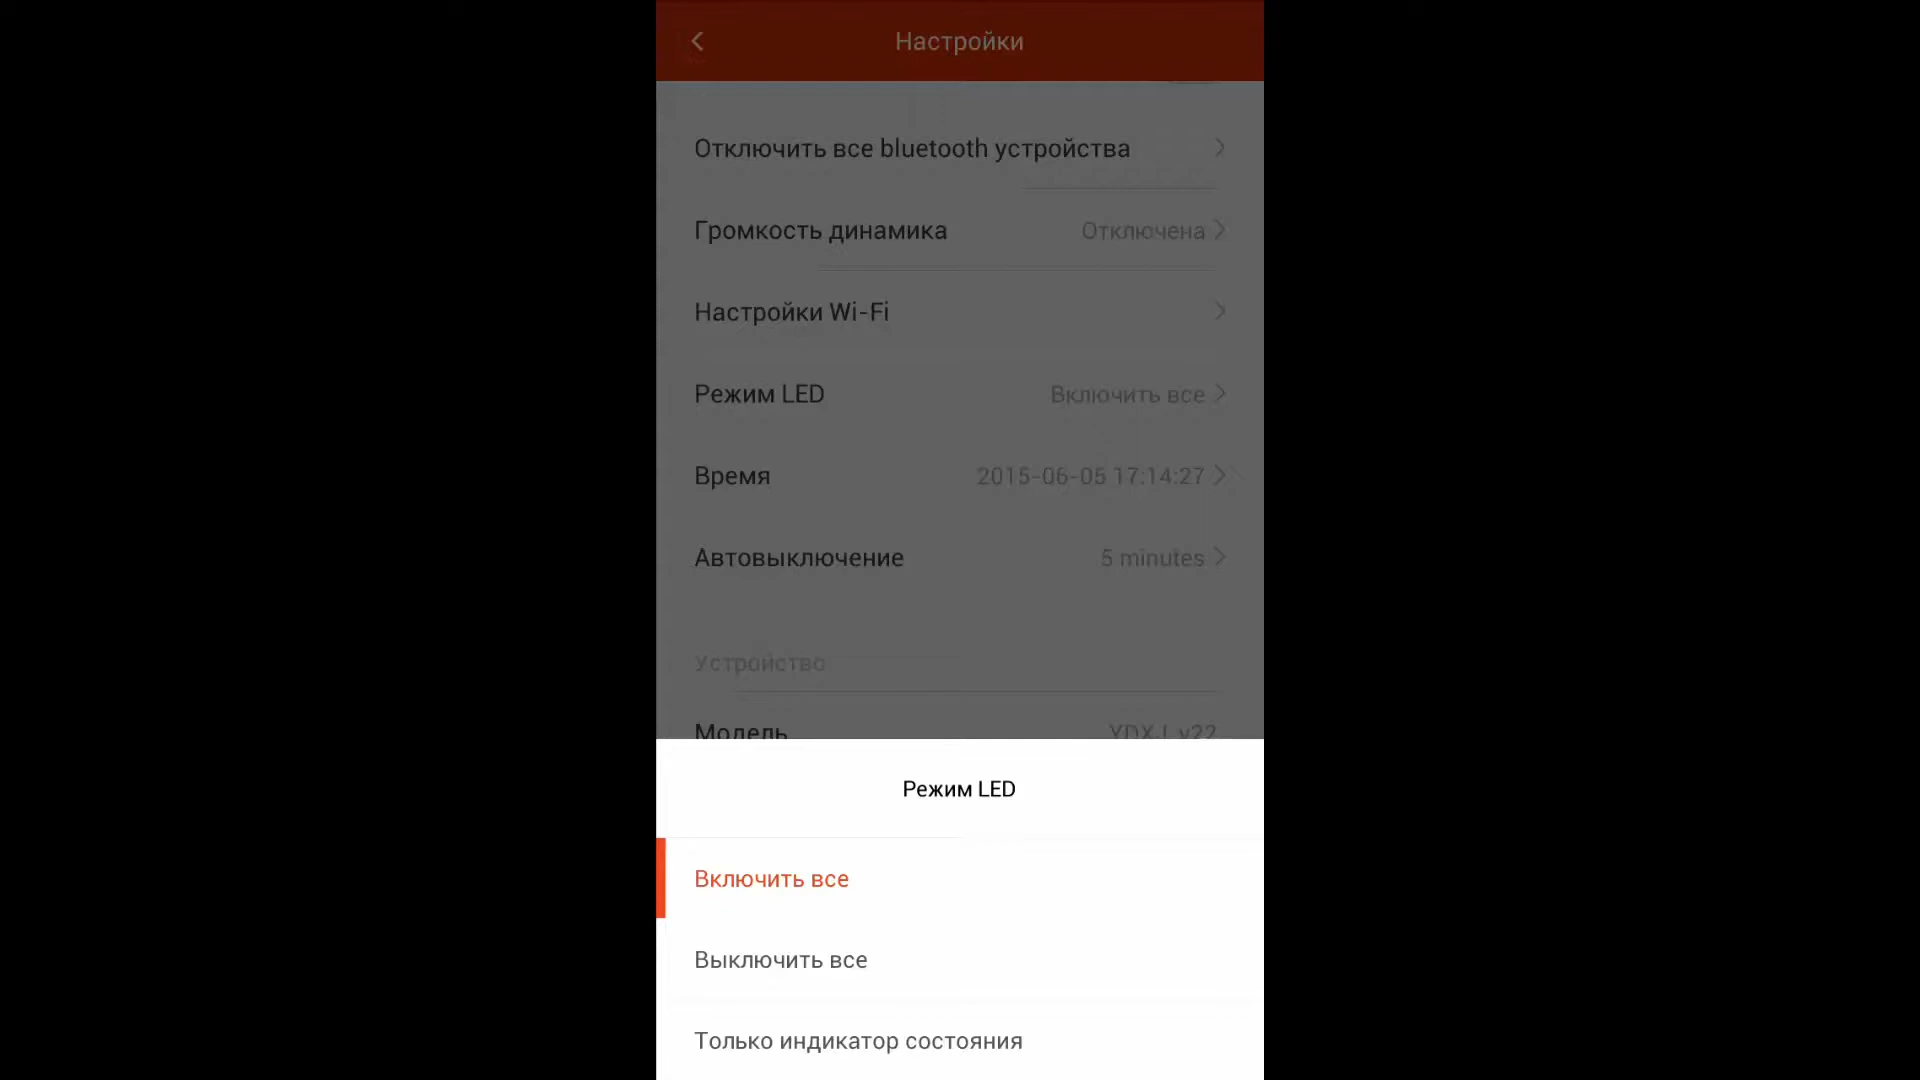 Настройки
Отключить все bluetooth устройства
Громкость динамика Отключена
Настройки Wi-Fi
Режим LED Включить все
Время 2015-06-05 17:14:27
Автовыключение 5 minutes
Устройство
Модель YDXJ_v22
Режим LED
Включить все
Выключить все
Только индикатор состояния